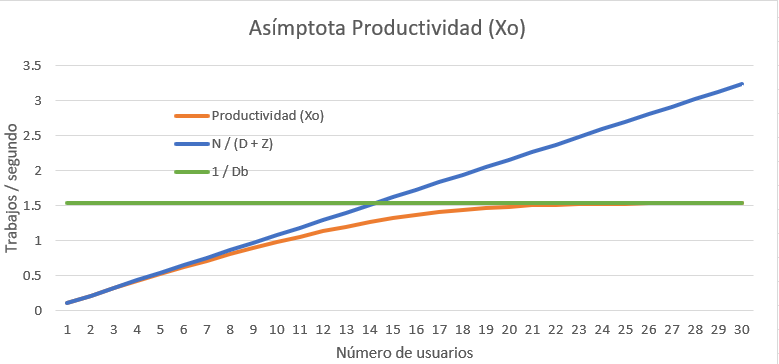 Asímptota Productividad (Xo)
3.5
3
2.5
2
1.5
1
0.5
0
Trabajos / segundo
Productividad (Xo)
N / (D + Z)
1 / Db
1 2 3 4 5 6 7 8 9 10 11 12 13 14 15 16 17 18 19 20 21 22 23 24 25 26 27 28 29 30
Número de usuarios